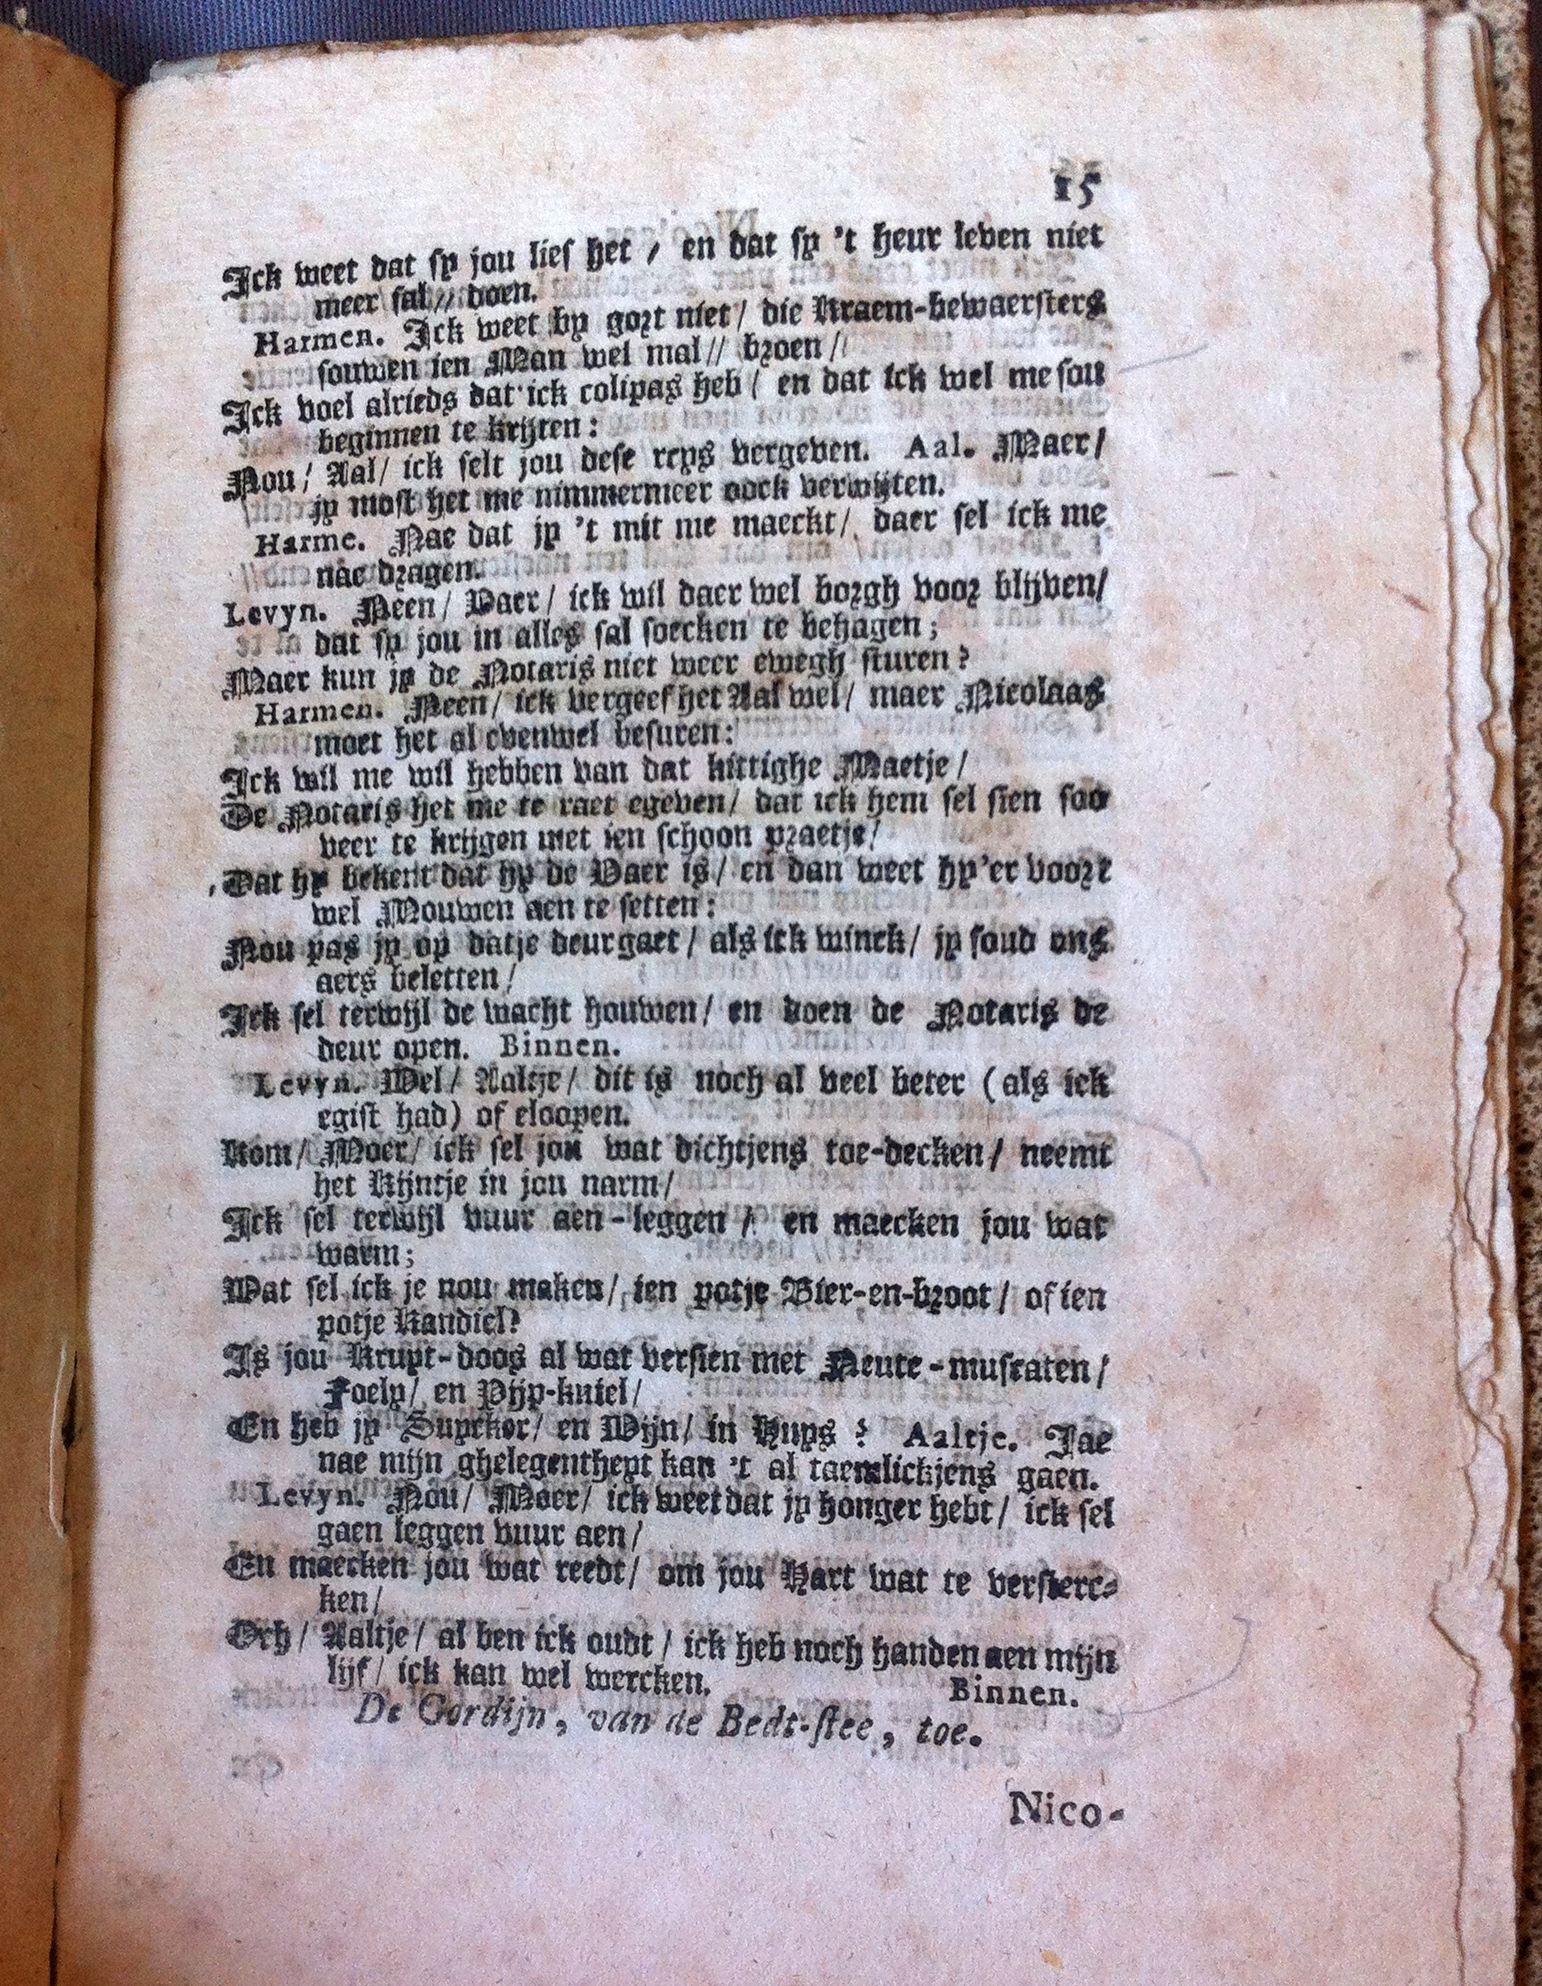 15
Ick weet dat sy jou lief het / en dat sy 't heur leven niet
meer sal // doen.
Harmen. Ick weet by gort niet / die Kraem-bewaersters
souwen ien Man wel mal // broen //
Ick voel alrieds dat ick colipas heb / en dat ick wel me sou
beginnen te krijten:
Nou / Aal / ick selt jou dese reys vergeven. Aal. Maer /
jy most het me nimmermeer oock verwijten.
Harme. Nae dat jy 't mit me maeckt / daer sel ick me
nae dragen.
Levyn. Neen / Vaer / ick wil daer wel borgh voor blijven /
dat sy jou in alles sal soecken te behagen;
Maer kun jy de Notaris niet weer ewegh sturen?
Harmen. Neen / ick vergeef het Aal wel / maer Nicolaas
moet het al evenwel besuren:
Ick wil me wil hebben van dat kittighe Maetje /
De Notaris het me te raet egeven / dat ick hem sel sien soo
veer te krijgen met ien schoon praetje /
Dat hy bekent dat hy de Vaer is / en dan weet hy 'er voort
wel Mouwen aen te setten:
Nou pas jy op datje deurgaet / als ick winck / jy soud ons
aers beletten /
Ick sel terwijl de wacht houwen / en doen de Notaris de
deur open. Binnen.
Levyn. Wel / Aaltje / dit is noch al veel beter (als ick
egist had) of eloopen.
Kom / Moer / ick sel jou wat dichtjens toe-decken / neemt
het Kijntje in jou narm /
Ick sel terwijl vuur aen-leggen / en maecken jou wat
warm;
Wat sel ick je nou maken / ien potje Bier-en-broot / of ien
potje Kandiel?
Is jou Kruyt-doos al wat versien met Neute-muscaten /
Foely / en Pijp-kniel /
En heb jy Suycker / en Wijn / in Huys? Aaltje. Jae
nae mijn ghelegentheyt kan 't al taemlickjens gaen.
Levyn. Nou / Moer / ick weet dat jy honger hebt / ick sel
gaen leggen vuur aen /
En maecken jou wat reedt / om jou Hart wat te versterc-
ken /
Och / Aaltje / al ben ick oudt / ick heb noch handen aen mijn
lijf / ick kan wel wercken. Binnen.
De Gordijn, van de Bedt-stee, toe.
Nico-